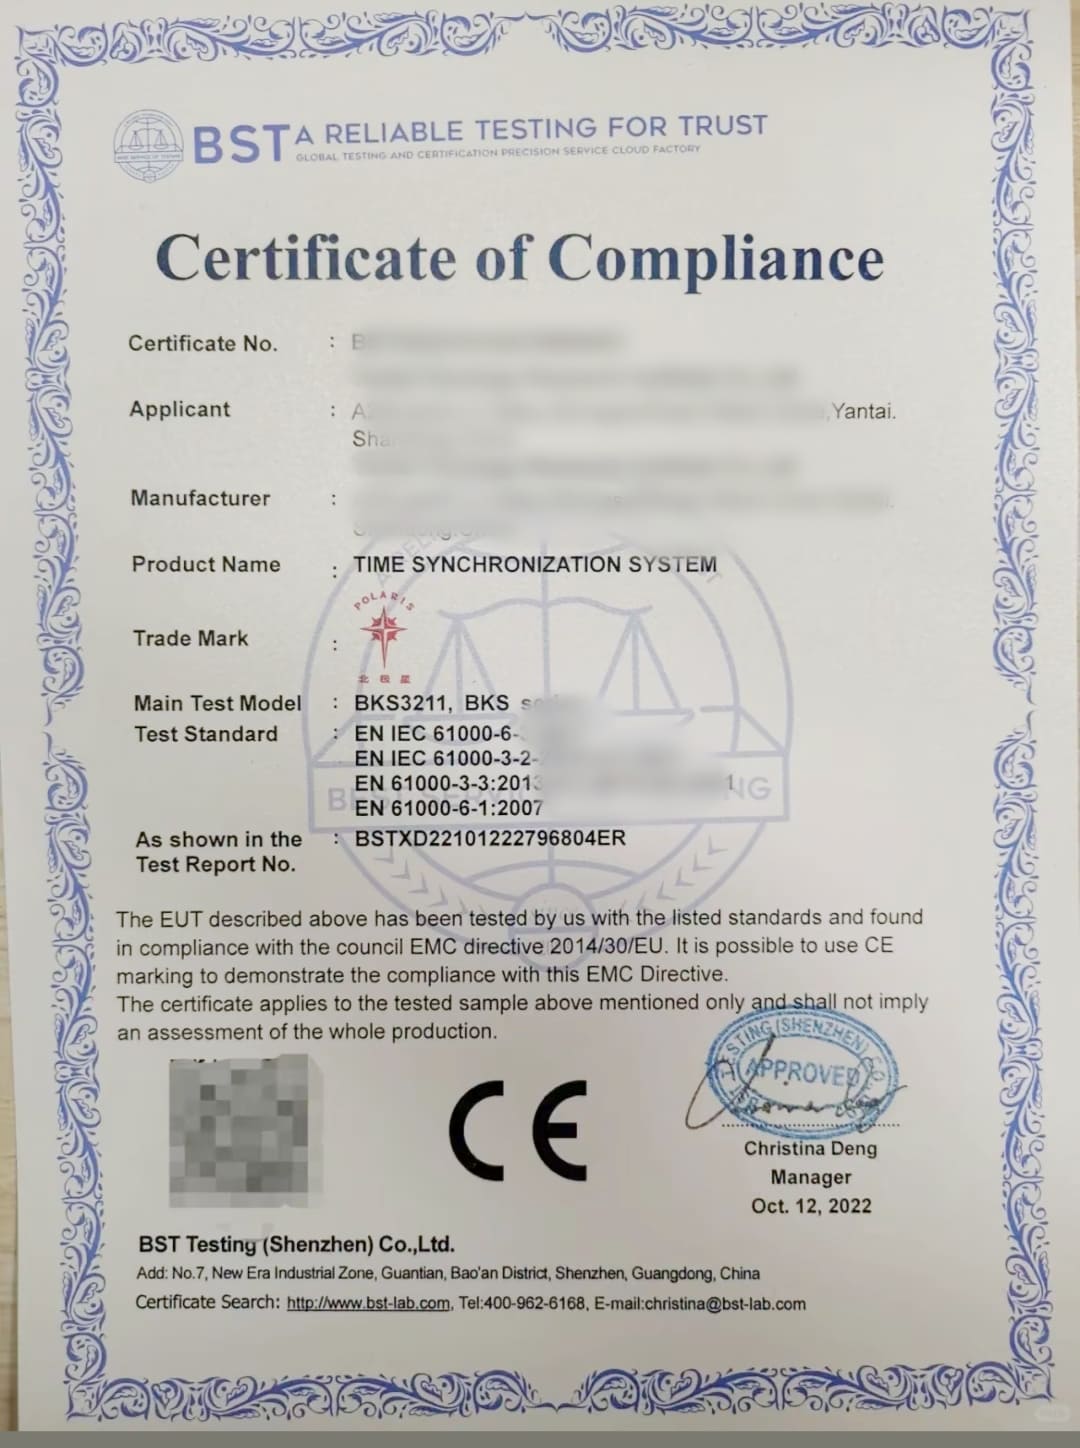 BST A RELIABLE TESTING FOR TRUST
GLOBAL TESTING AND CERTIFICATION PRECISION SERVICE CLOUD FACTORY
Certificate of Compliance
Certificate No. :
Applicant : ,Yantai.
Manufacturer :
Product Name : TIME SYNCHRONIZATION SYSTEM
POLARIS
Trade Mark :
北极星
Main Test Model : BKS3211, BKS
Test Standard : EN IEC 61000-6-
EN IEC 61000-3-2-
EN 61000-3-3:2013
EN 61000-6-1:2007
As shown in the : BSTXD22101222796804ER
Test Report No.
The EUT described above has been tested by us with the listed standards and found
in compliance with the council EMC directive 2014/30/EU. It is possible to use CE
marking to demonstrate the compliance with this EMC Directive.
The certificate applies to the tested sample above mentioned only and shall not imply
an assessment of the whole production.
CE
TESTING (SHENZHEN) CO
APPROVED
Christina Deng
Manager
Oct. 12, 2022
BST Testing (Shenzhen) Co.,Ltd.
Add: No.7, New Era Industrial Zone, Guantian, Bao'an District, Shenzhen, Guangdong, China
Certificate Search: http://www.bst-lab.com, Tel:400-962-6168, E-mail:christina@bst-lab.com